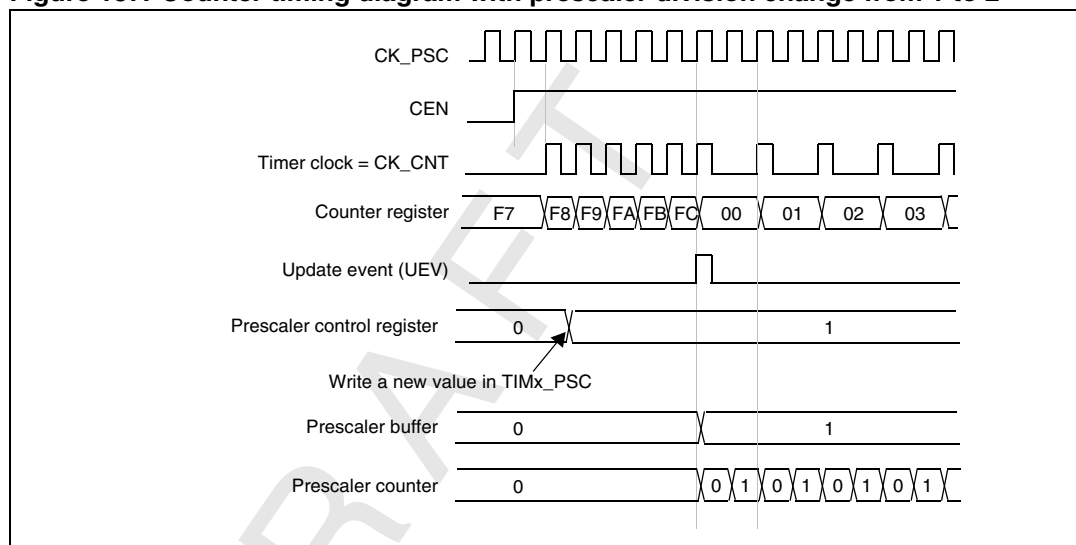 Figure Counter timing diagram with prescaler division change from 1 to 2
CK_PSC
CEN
Timer clock = CK_CNT
Counter register F7 F8 F9 FA FB FC 00 01 02 03
Update event (UEV)
Prescaler control register 0 1
Write a new value in TIMx_PSC
Prescaler buffer 0 1
Prescaler counter 0 0 1 0 1 0 1 0 1
RAFT